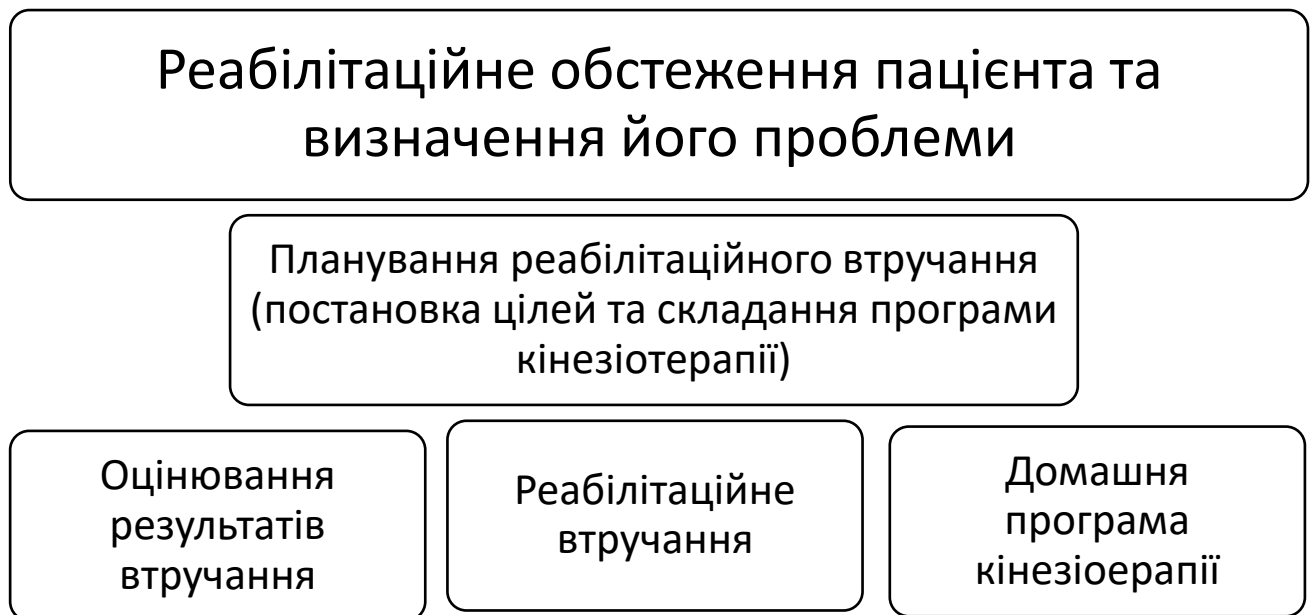 Реабілітаційне обстеження пацієнта та
визначення його проблеми
Планування реабілітаційного втручання
(постановка цілей та складання програми
кінезіотерапії)
Оцінювання
результатів
втручання
Реабілітаційне
втручання
Домашня
програма
кінезіоерапії